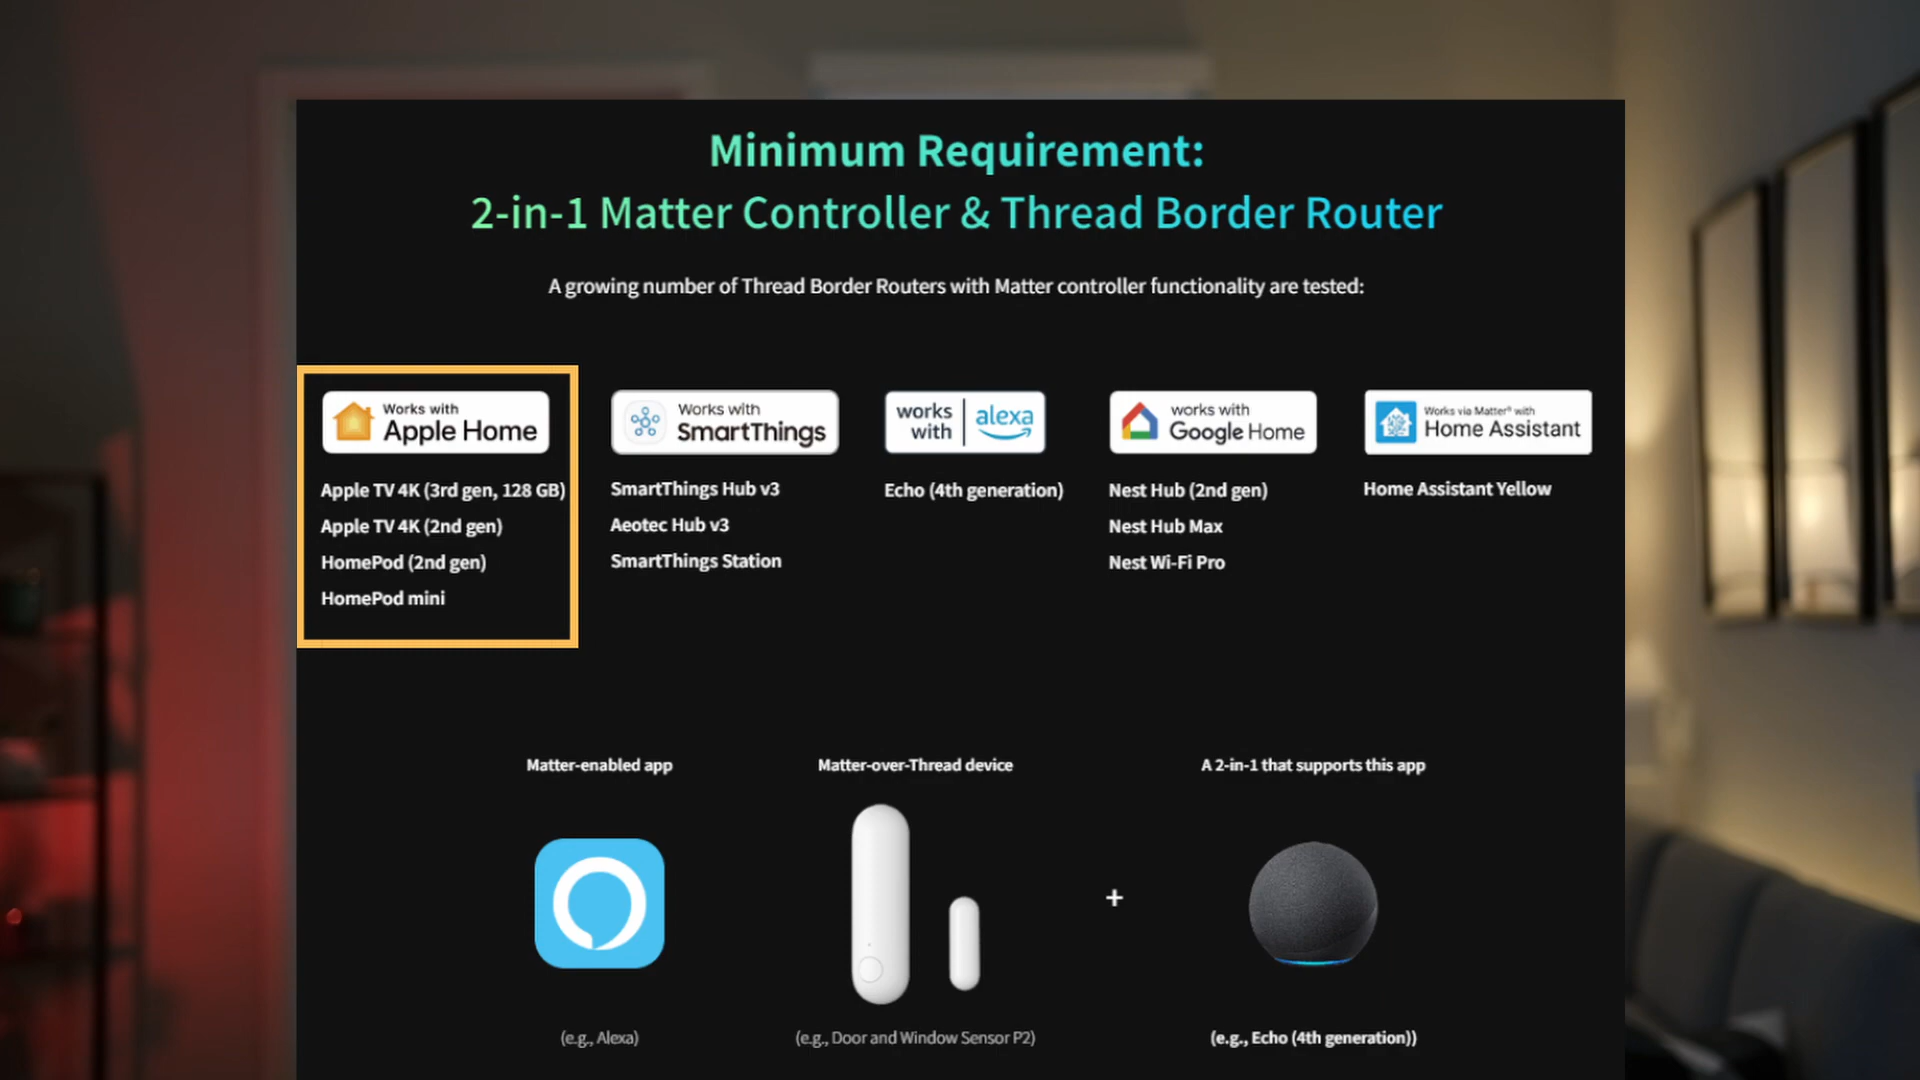 Minimum Requirement:
2-in-1 Matter Controller & Thread Border Router
A growing number of Thread Border Routers with Matter controller functionality are tested:
Works with
Apple Home
Apple TV 4K (3rd gen, 128 GB)
Apple TV 4K (2nd gen)
HomePod (2nd gen)
HomePod mini
Works with
SmartThings
SmartThings Hub v3
Aeotec Hub v3
SmartThings Station
works
with
alexa
Echo (4th generation)
works with
Google Home
Nest Hub (2nd gen)
Nest Hub Max
Nest Wi-Fi Pro
Works via Matter® with
Home Assistant
Home Assistant Yellow
Matter-enabled app
(e.g., Alexa)
Matter-over-Thread device
(e.g., Door and Window Sensor P2)
+
A 2-in-1 that supports this app
(e.g., Echo (4th generation))